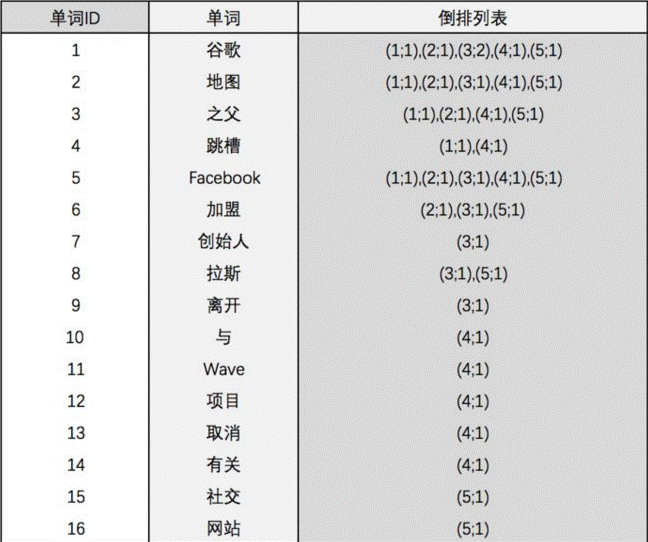 单词ID 单词 倒排列表
1 谷歌 (1;1),(2;1),(3;2),(4;1),(5;1)
2 地图 (1;1),(2;1),(3;1),(4;1),(5;1)
3 之父 (1;1),(2;1),(4;1),(5;1)
4 跳槽 (1;1),(4;1)
5 Facebook (1;1),(2;1),(3;1),(4;1),(5;1)
6 加盟 (2;1),(3;1),(5;1)
7 创始人 (3;1)
8 拉斯 (3;1),(5;1)
9 离开 (3;1)
10 与 (4;1)
11 Wave (4;1)
12 项目 (4;1)
13 取消 (4;1)
14 有关 (4;1)
15 社交 (5;1)
16 网站 (5;1)